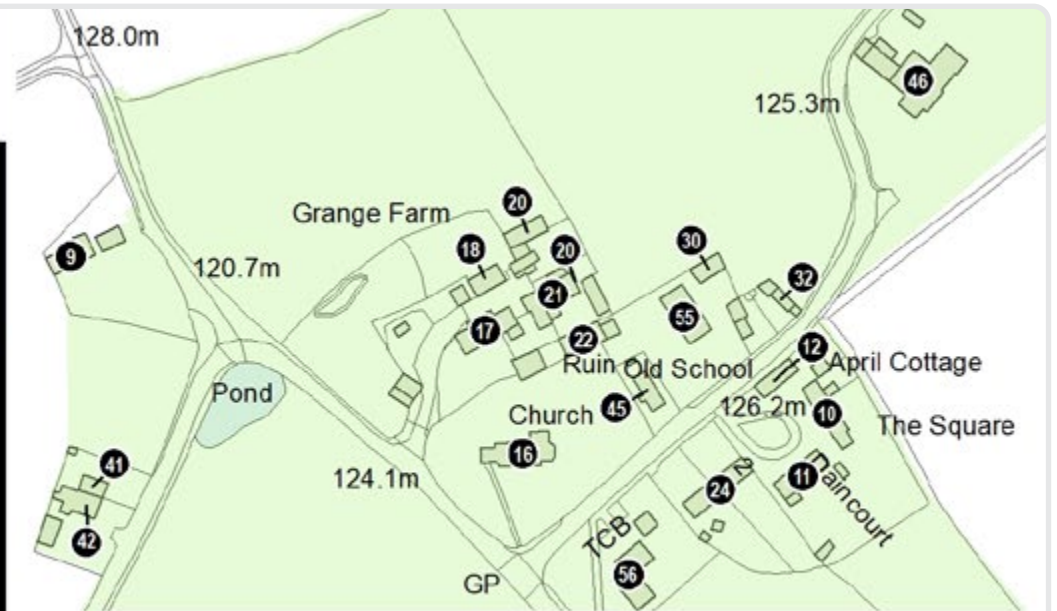 128.0m
46
125.3m
20
Grange Farm
30
18
20
9
120.7m
32
21
55
17
22
12
Ruin
Old School
April Cottage
Pond
126.2m
45
Church
10
The Square
16
41
124.1m
2
24
11
42
TCB
56
GP